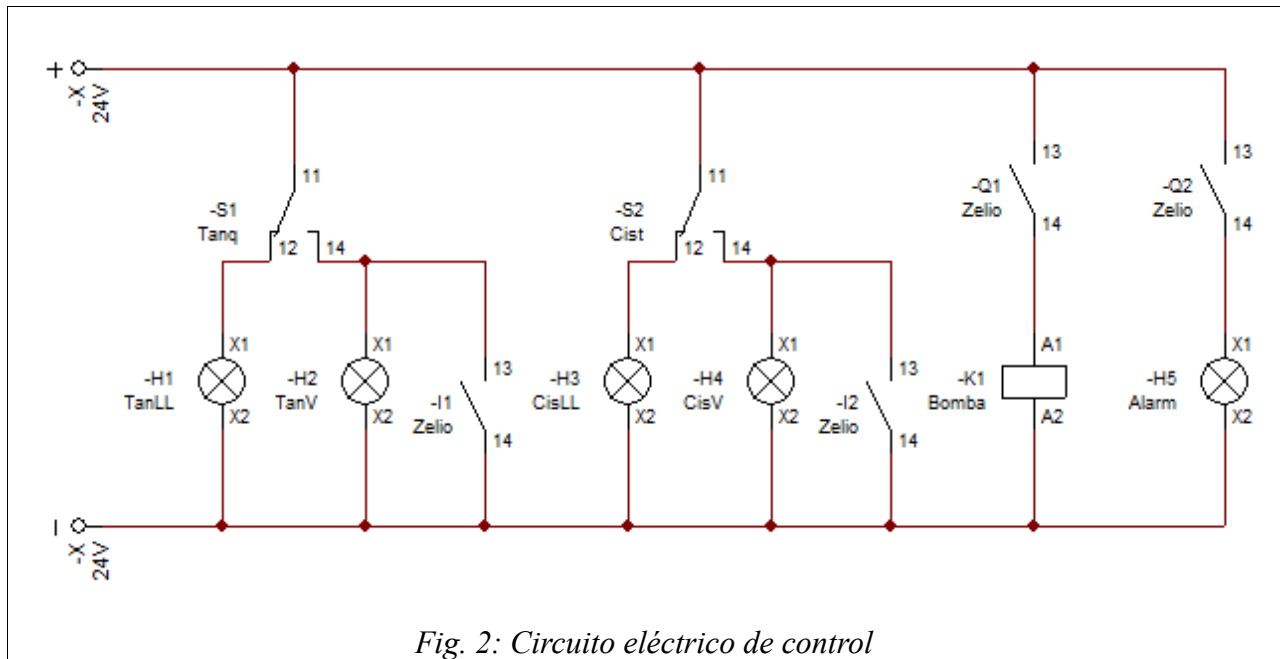 +
-X
24V
11
-S1
Tanq
12
14
X1
-H1
TanLL
X2
X1
-H2
TanV
X2
13
-I1
Zelio
14
11
-S2
Cist
12
14
X1
-H3
CisLL
X2
X1
-H4
CisV
X2
13
-I2
Zelio
14
13
-Q1
Zelio
14
A1
-K1
Bomba
A2
13
-Q2
Zelio
14
X1
-H5
Alarm
X2
-X
24V
Fig. 2: Circuito eléctrico de control